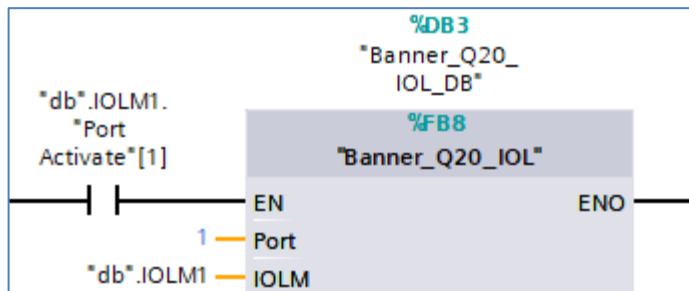 %DB3
"Banner_Q20_
IOL_DB"
"db".IOLM1.
"Port
Activate"[1]
%FB8
"Banner_Q20_IOL"
EN
ENO
1
Port
"db".IOLM1
IOLM